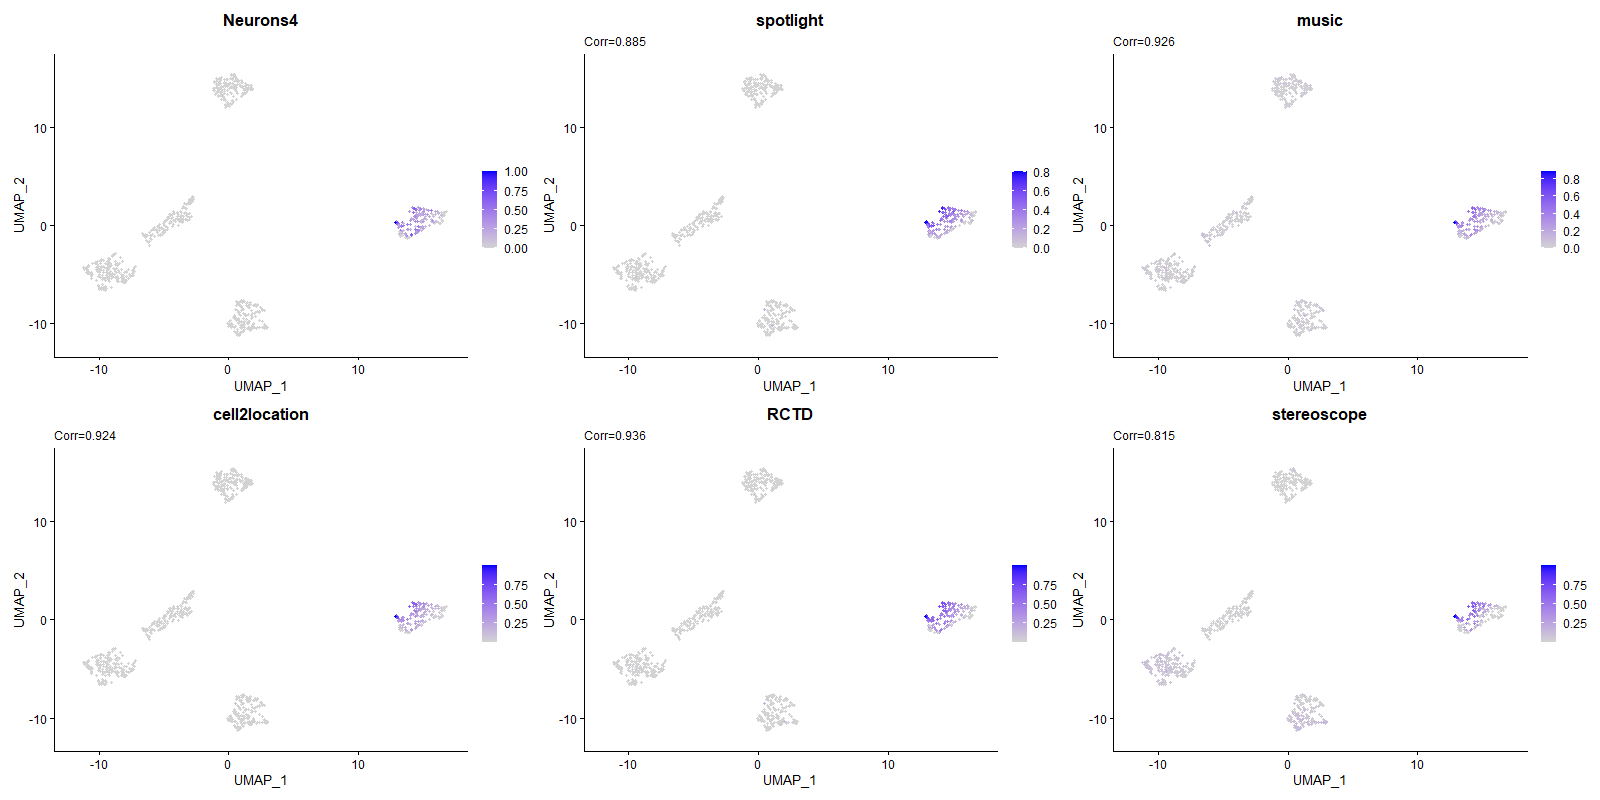 Neurons4
UMAP_2
10
0
-10
-10
0
10
UMAP_1
1.00
0.75
0.50
0.25
0.00
spotlight
Corr=0.885
UMAP_2
10
0
-10
-10
0
10
UMAP_1
0.8
0.6
0.4
0.2
0.0
music
Corr=0.926
UMAP_2
10
0
-10
-10
0
10
UMAP_1
0.8
0.6
0.4
0.2
0.0
cell2location
Corr=0.924
UMAP_2
10
0
-10
-10
0
10
UMAP_1
0.75
0.50
0.25
RCTD
Corr=0.936
UMAP_2
10
0
-10
-10
0
10
UMAP_1
0.75
0.50
0.25
stereoscope
Corr=0.815
UMAP_2
10
0
-10
-10
0
10
UMAP_1
0.75
0.50
0.25